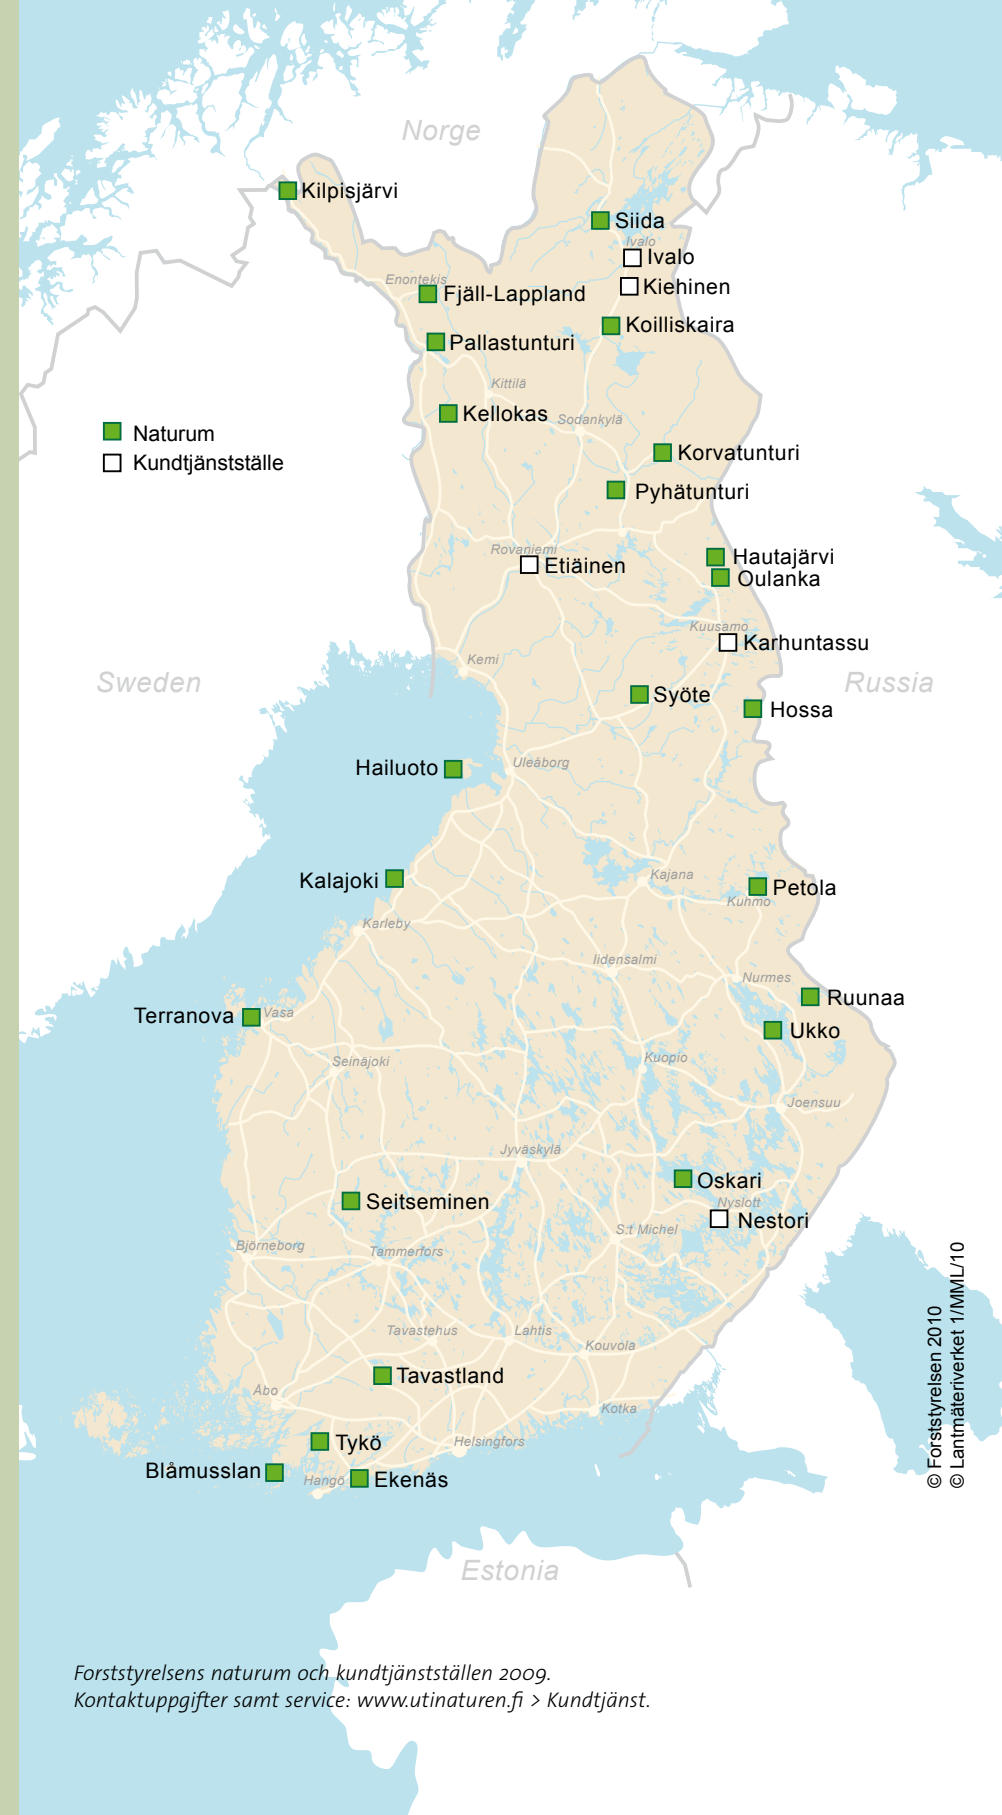 Norge
Kilpisjärvi
Siida
Ivalo
Ivalo
Kiehinen
Enontekis
Fjäll-Lappland
Koilliskaira
Pallastunturi
Kittilä
Kellokas
Sodankylä
Naturum
Kundtjänstställe
Korvatunturi
Pyhätunturi
Rovaniemi
Etiäinen
Hautajärvi
Oulanka
Kuusamo
Karhuntassu
Kemi
Sweden
Russia
Syöte
Hossa
Hailuoto
Uleåborg
Kalajoki
Kajana
Petola
Kuhmo
Karleby
Iidensalmi
Nurmes
Ruunaa
Terranova
Vasa
Ukko
Seinäjoki
Kuopio
Joensuu
Jyväskylä
Oskari
Seitseminen
Nyslott
Nestori
S:t Michel
Björneborg
Tammerfors
Tavastehus
Lahtis
Kouvola
Tavastland
Åbo
Kotka
Tykö
Helsingfors
Blåmusslan
Hangö
Ekenäs
© Forststyrelsen 2010
© Lantmäteriverket 1/MML/10
Estonia
Forststyrelsens naturum och kundtjänstställen 2009.
Kontaktuppgifter samt service: www.utinaturen.fi > Kundtjänst.